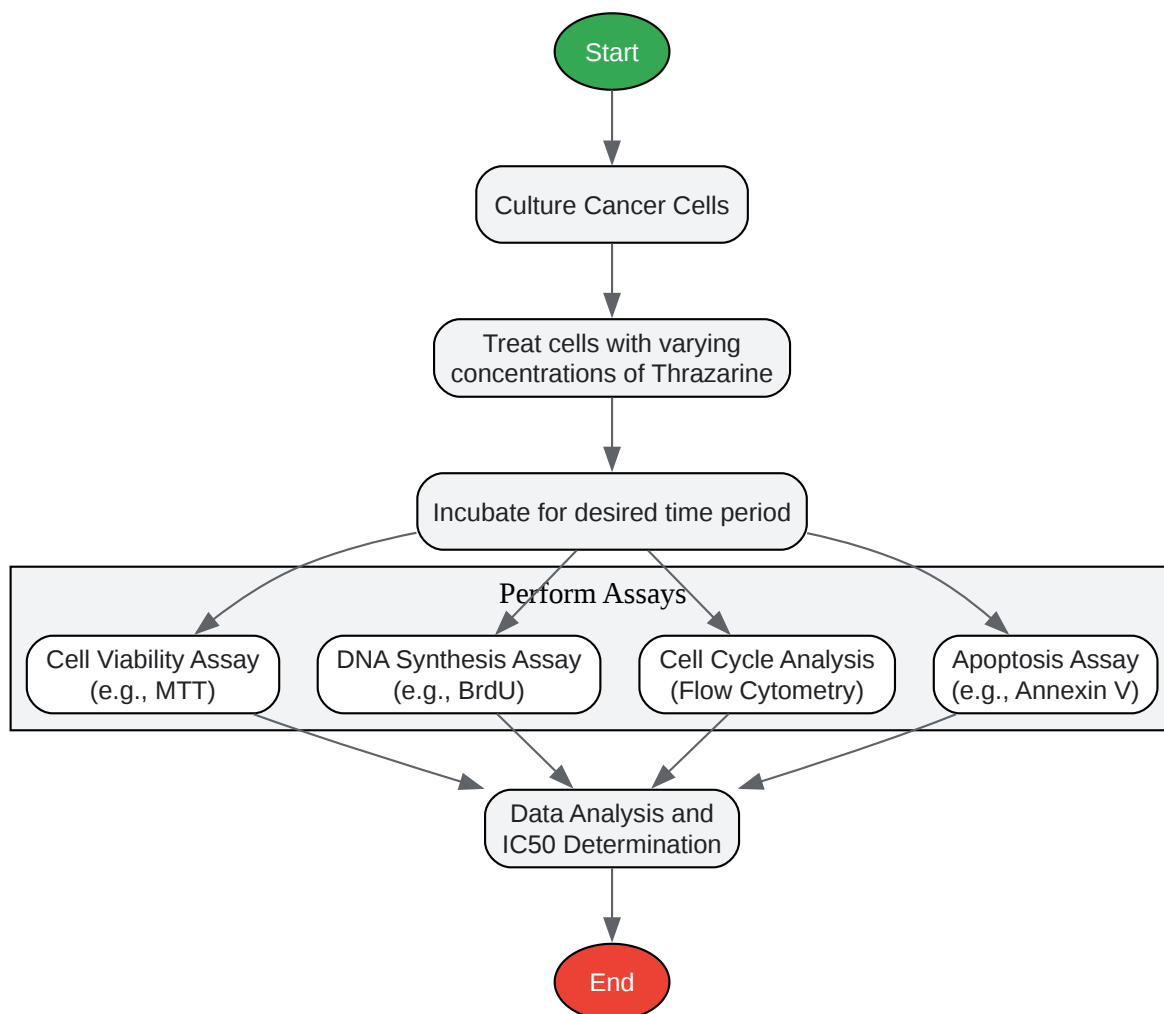 Start
Culture Cancer Cells
Treat cells with varying
concentrations of Thrazarine
Incubate for desired time period
Perform Assays
Cell Viability Assay
(e.g., MTT)
DNA Synthesis Assay
(e.g., BrdU)
Cell Cycle Analysis
(Flow Cytometry)
Apoptosis Assay
(e.g., Annexin V)
Data Analysis and
IC50 Determination
End